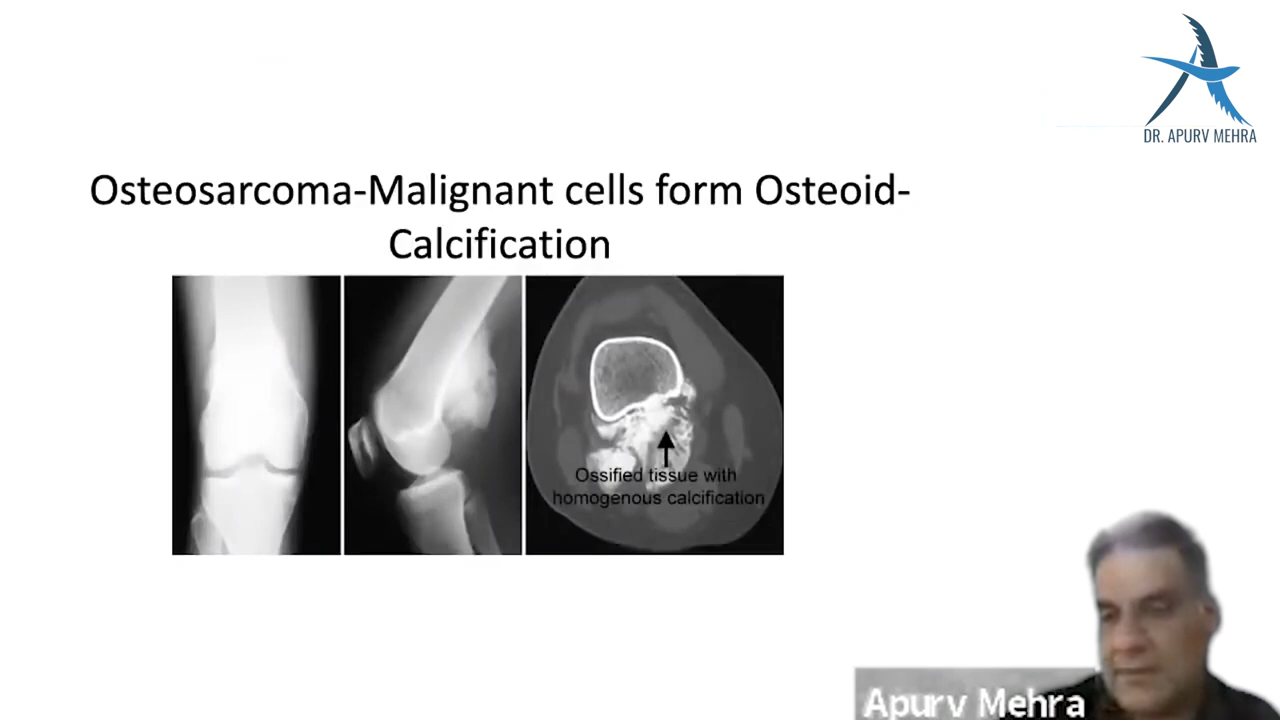 DR. APURV MEHRA
Osteosarcoma-Malignant cells form Osteoid-
Calcification
Ossified tissue with
homogenous calcification
Apurv Mehra